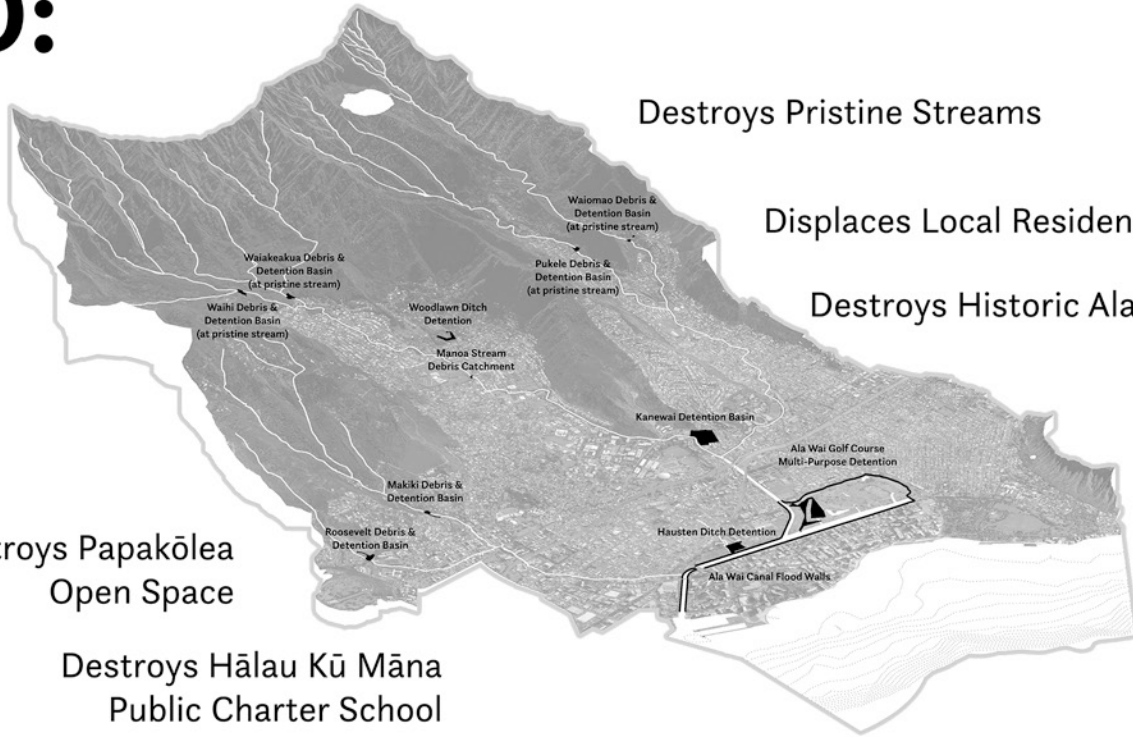 D:
Destroys Pristine Streams
Displaces Local Residen
Destroys Historic Ala
Waiomao Debris &
Detention Basin
(at pristine stream)
Pukele Debris &
Detention Basin
(at pristine stream)
Waiakeakua Debris &
Detention Basin
(at pristine stream)
Waihi Debris &
Detention Basin
(at pristine stream)
Woodlawn Ditch
Detention
Manoa Stream
Debris Catchment
Kanewai Detention Basin
Ala Wai Golf Course
Multi-Purpose Detention
Makiki Debris &
Detention Basin
Roosevelt Debris &
Detention Basin
Hausten Ditch Detention
Ala Wai Canal Flood Walls
troys Papakōlea
Open Space
Destroys Hālau Kū Māna
Public Charter School